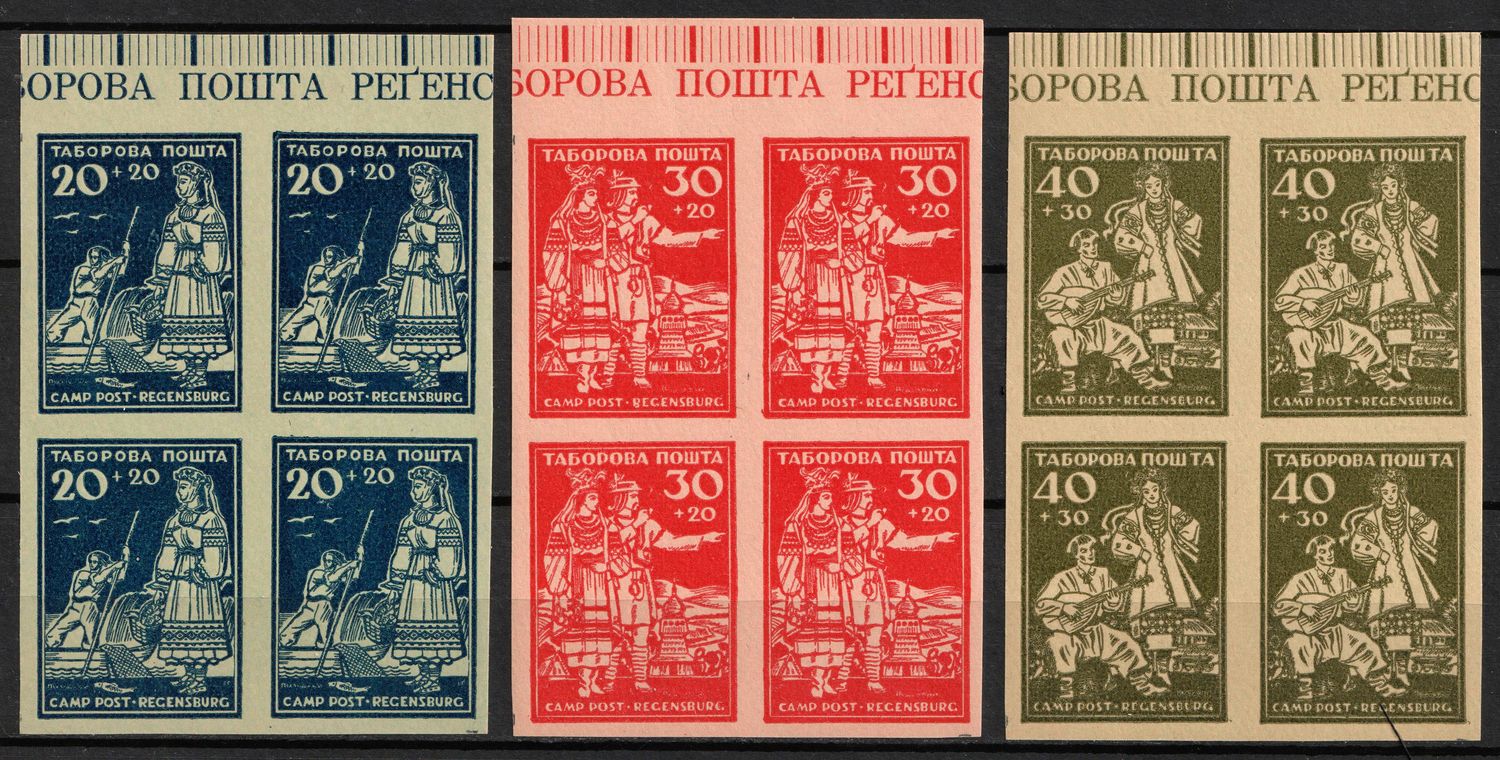 БОРОВА ПОШТА РЕҐЕНС
ТАБОРОВА ПОШТА
20 + 20
CAMP POST · REGENSBURG
ТАБОРОВА ПОШТА
20 + 20
CAMP POST · REGENSBURG
ТАБОРОВА ПОШТА
20 + 20
CAMP POST · REGENSBURG
ТАБОРОВА ПОШТА
20 + 20
CAMP POST · REGENSBURG
БОРОВА ПОШТА РЕҐЕНС
ТАБОРОВА ПОШТА
30
+ 20
CAMP POST · REGENSBURG
ТАБОРОВА ПОШТА
30
+ 20
CAMP POST · REGENSBURG
ТАБОРОВА ПОШТА
30
+ 20
CAMP POST · REGENSBURG
ТАБОРОВА ПОШТА
30
+ 20
CAMP POST · REGENSBURG
БОРОВА ПОШТА РЕҐЕНС
ТАБОРОВА ПОШТА
40
+ 30
CAMP POST · REGENSBURG
ТАБОРОВА ПОШТА
40
+ 30
CAMP POST · REGENSBURG
ТАБОРОВА ПОШТА
40
+ 30
CAMP POST · REGENSBURG
ТАБОРОВА ПОШТА
40
+ 30
CAMP POST · REGENSBURG